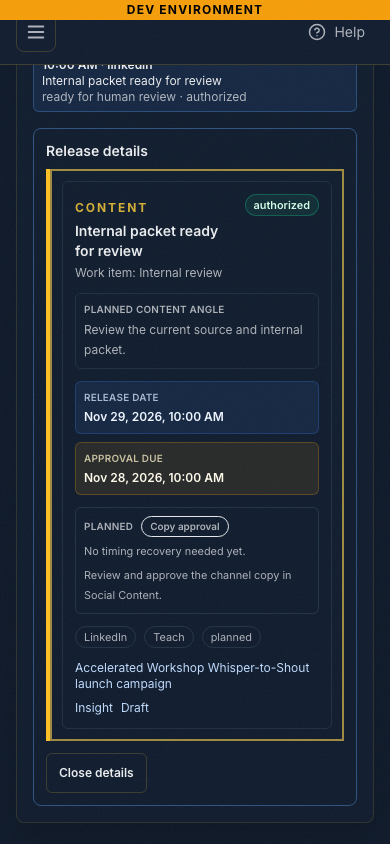 DEV ENVIRONMENT
Help
10:00 AM · linkedin
Internal packet ready for review
ready for human review · authorized
Release details
CONTENT
authorized
Internal packet ready
for review
Work item: Internal review
PLANNED CONTENT ANGLE
Review the current source and internal
packet.
RELEASE DATE
Nov 29, 2026, 10:00 AM
APPROVAL DUE
Nov 28, 2026, 10:00 AM
PLANNED Copy approval
No timing recovery needed yet.
Review and approve the channel copy in
Social Content.
LinkedIn Teach planned
Accelerated Workshop Whisper-to-Shout
launch campaign
Insight Draft
Close details